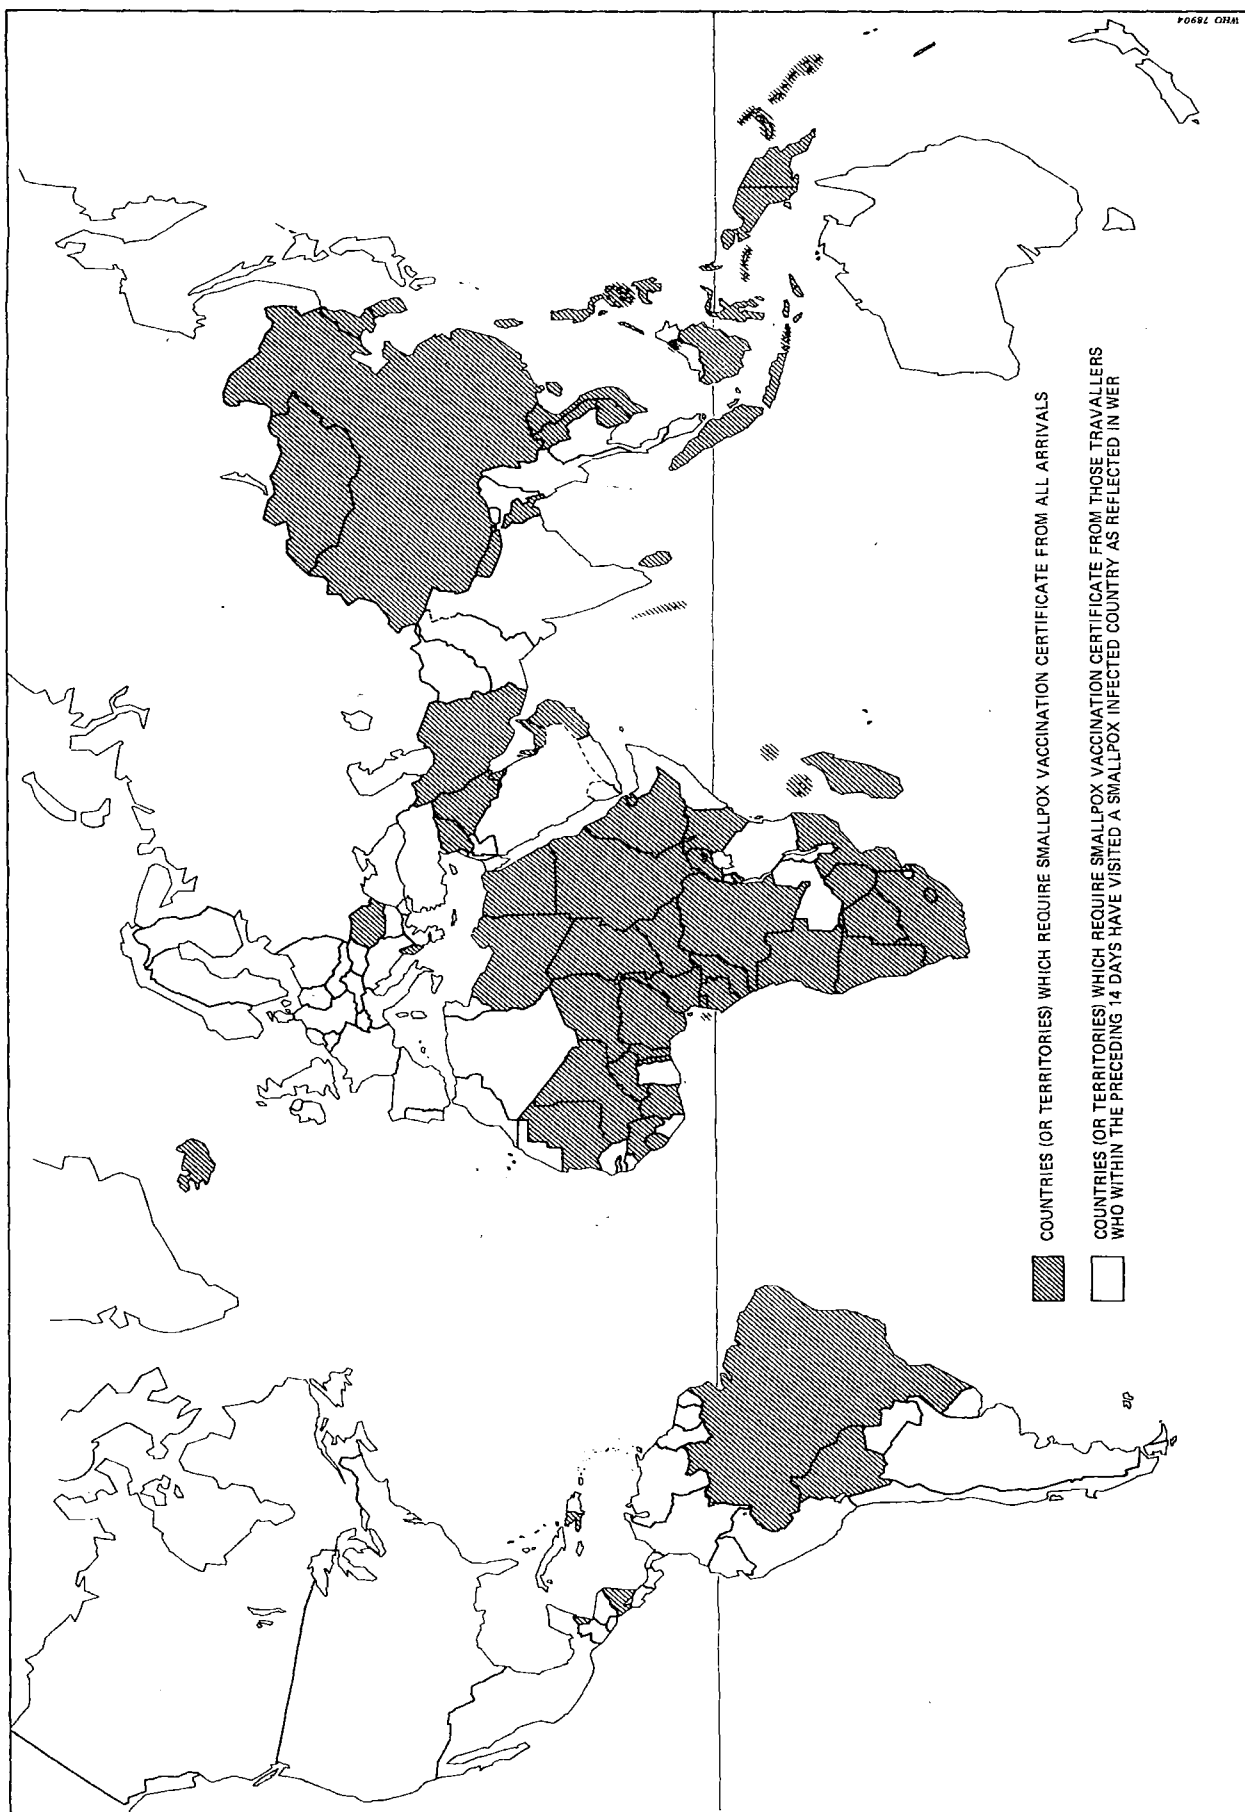 COUNTRIES (OR TERRITORIES) WHICH REQUIRE SMALLPOX VACCINATION CERTIFICATE FROM ALL ARRIVALS
COUNTRIES (OR TERRITORIES) WHICH REQUIRE SMALLPOX VACCINATION CERTIFICATE FROM THOSE TRAVALLERS
WHO WITHIN THE PRECEDING 14 DAYS HAVE VISITED A SMALLPOX INFECTED COUNTRY AS REFLECTED IN WER
WHO 78904